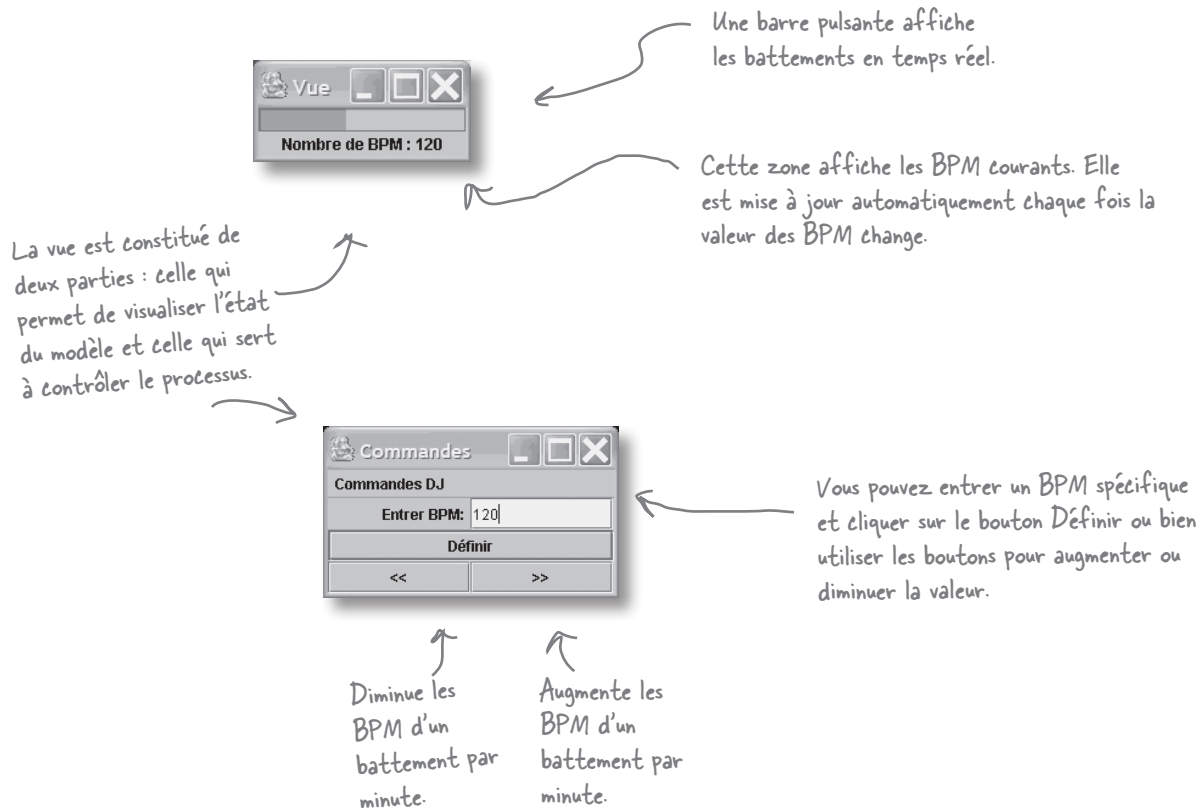 Une barre pulsante affiche
les battements en temps réel.
Vue
Nombre de BPM : 120
Cette zone affiche les BPM courants. Elle
est mise à jour automatiquement chaque fois la
valeur des BPM change.
La vue est constitué de
deux parties : celle qui
permet de visualiser l'état
du modèle et celle qui sert
à contrôler le processus.
Commandes
Commandes DJ
Entrer BPM: 120
Définir
<< >>
Vous pouvez entrer un BPM spécifique
et cliquer sur le bouton Définir ou bien
utiliser les boutons pour augmenter ou
diminuer la valeur.
Diminue les
BPM d'un
battement par
minute.
Augmente les
BPM d'un
battement par
minute.